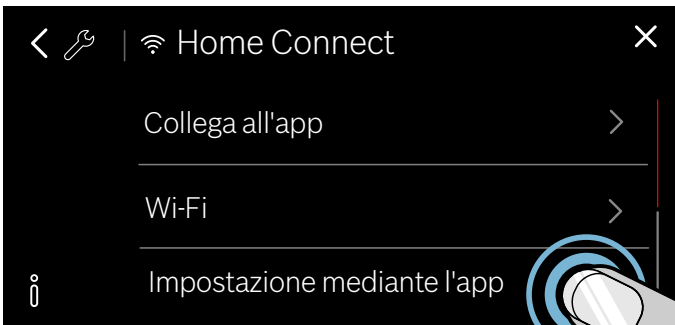 Home Connect
Collega all'app
Wi-Fi
Impostazione mediante l'app